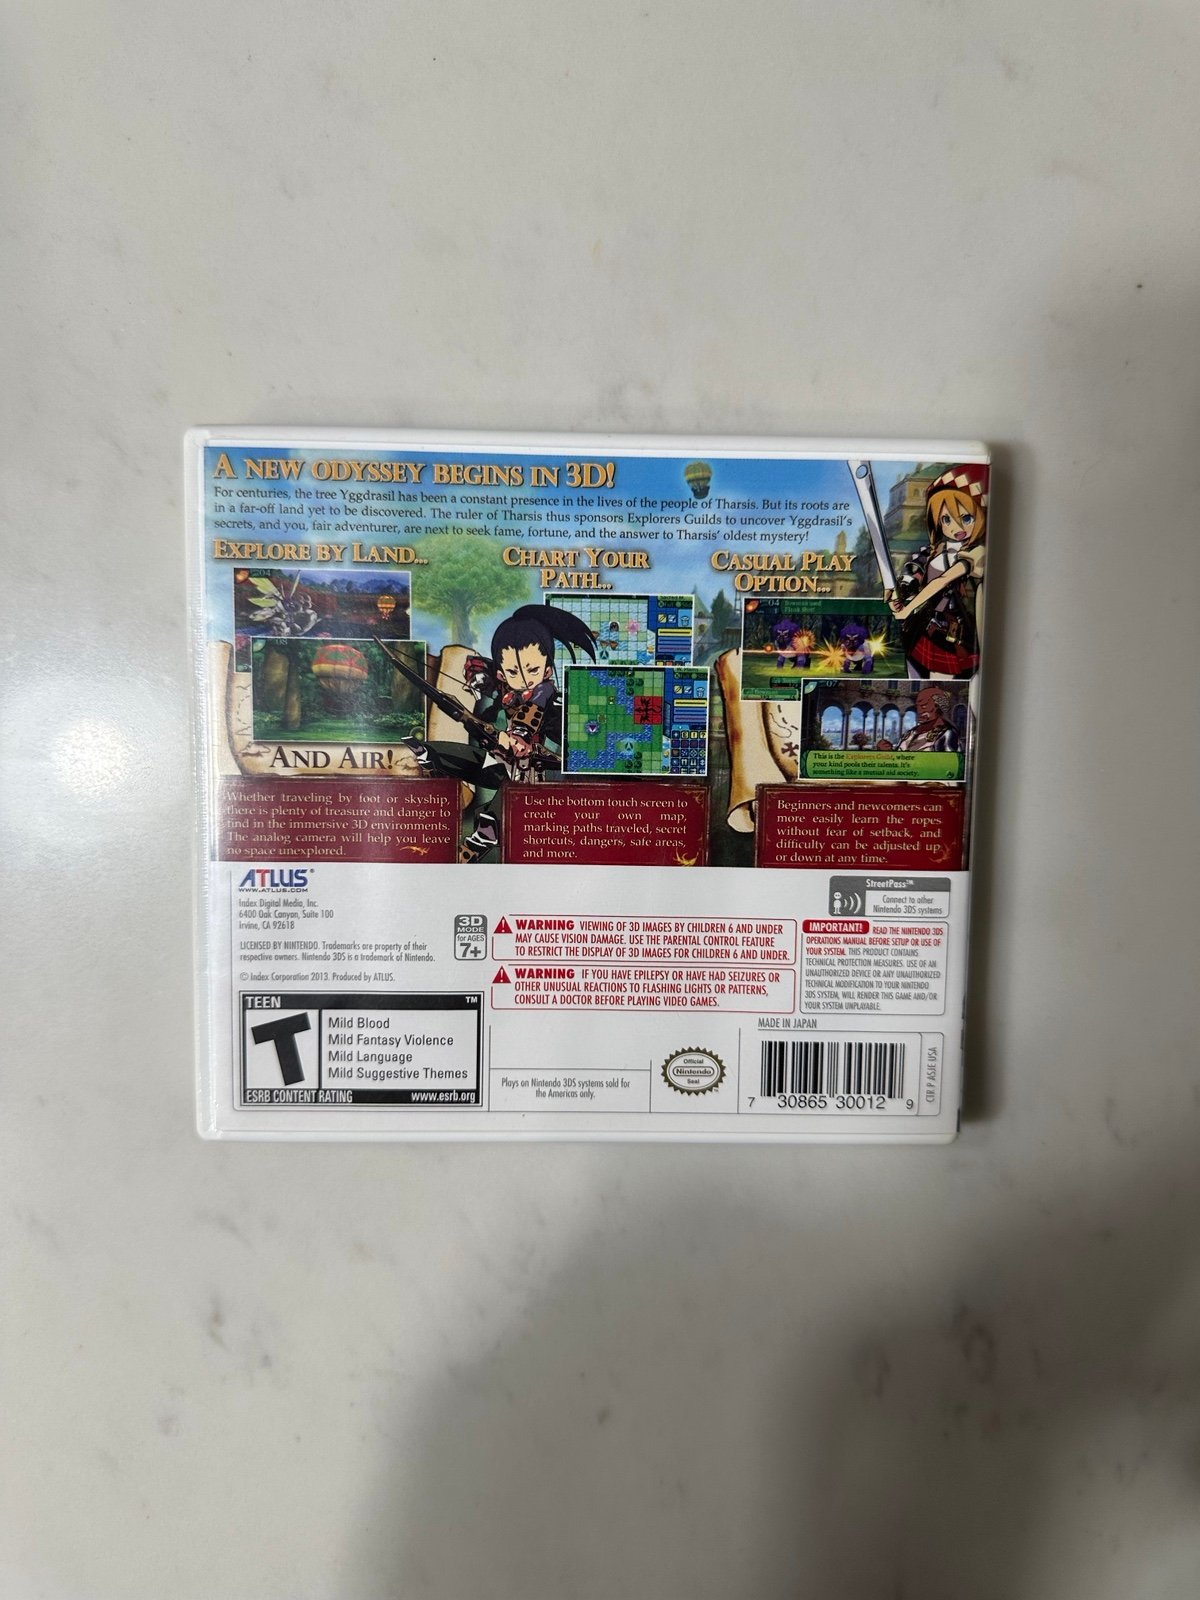 A NEW ODYSSEY BEGINS IN 3D!
For centuries, the tree Yggdrasil has been a constant presence in the lives of the people of Tharsis. But its roots are
in a far-off land yet to be discovered. The ruler of Tharsis thus sponsors Explorers Guilds to uncover Yggdrasil's
secrets, and you, fair adventurer, are next to seek fame, fortune, and the answer to Tharsis' oldest mystery!
EXPLORE BY LAND...
AND AIR!
Whether traveling by foot or skyship,
there is plenty of treasure and danger to
find in the immersive 3D environments.
The analog camera will help you leave
no space unexplored.
CHART YOUR
PATH...
Use the bottom touch screen to
create your own map,
marking paths traveled, secret
shortcuts, dangers, safe areas,
and more.
CASUAL PLAY
OPTION...
This is the Explorers Guild, where
your kind pools their talents. It's
something like a mutual aid society.
Beginners and newcomers can
more easily learn the ropes
without fear of setback, and
difficulty can be adjusted up
or down at any time.
ATLUS®
WWW.ATLUS.COM
Index Digital Media, Inc.
6400 Oak Canyon, Suite 100
Irvine, CA 92618
LICENSED BY NINTENDO. Trademarks are property of their
respective owners. Nintendo 3DS is a trademark of Nintendo.
© Index Corporation 2013. Produced by ATLUS.
3D
MODE
for AGES
7+
WARNING VIEWING OF 3D IMAGES BY CHILDREN 6 AND UNDER
MAY CAUSE VISION DAMAGE. USE THE PARENTAL CONTROL FEATURE
TO RESTRICT THE DISPLAY OF 3D IMAGES FOR CHILDREN 6 AND UNDER.
WARNING IF YOU HAVE EPILEPSY OR HAVE HAD SEIZURES OR
OTHER UNUSUAL REACTIONS TO FLASHING LIGHTS OR PATTERNS,
CONSULT A DOCTOR BEFORE PLAYING VIDEO GAMES.
StreetPass™
Connect to other
Nintendo 3DS systems
IMPORTANT! READ THE NINTENDO 3DS
OPERATIONS MANUAL BEFORE SETUP OR USE OF
YOUR SYSTEM. THIS PRODUCT CONTAINS
TECHNICAL PROTECTION MEASURES. USE OF AN
UNAUTHORIZED DEVICE OR ANY UNAUTHORIZED
TECHNICAL MODIFICATION TO YOUR NINTENDO
3DS SYSTEM, WILL RENDER THIS GAME AND/OR
YOUR SYSTEM UNPLAYABLE.
TEEN ™
T
Mild Blood
Mild Fantasy Violence
Mild Language
Mild Suggestive Themes
ESRB CONTENT RATING www.esrb.org
Plays on Nintendo 3DS systems sold for
the Americas only.
Official
Nintendo
Seal
MADE IN JAPAN
7 30865 30012 9
CTR P ASJE USA